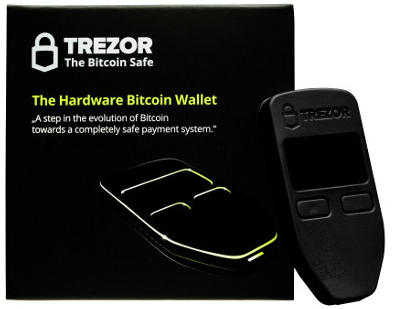 TREZOR
The Bitcoin Safe
The Hardware Bitcoin Wallet
„A step in the evolution of Bitcoin
towards a completely safe payment system.”
TREZOR